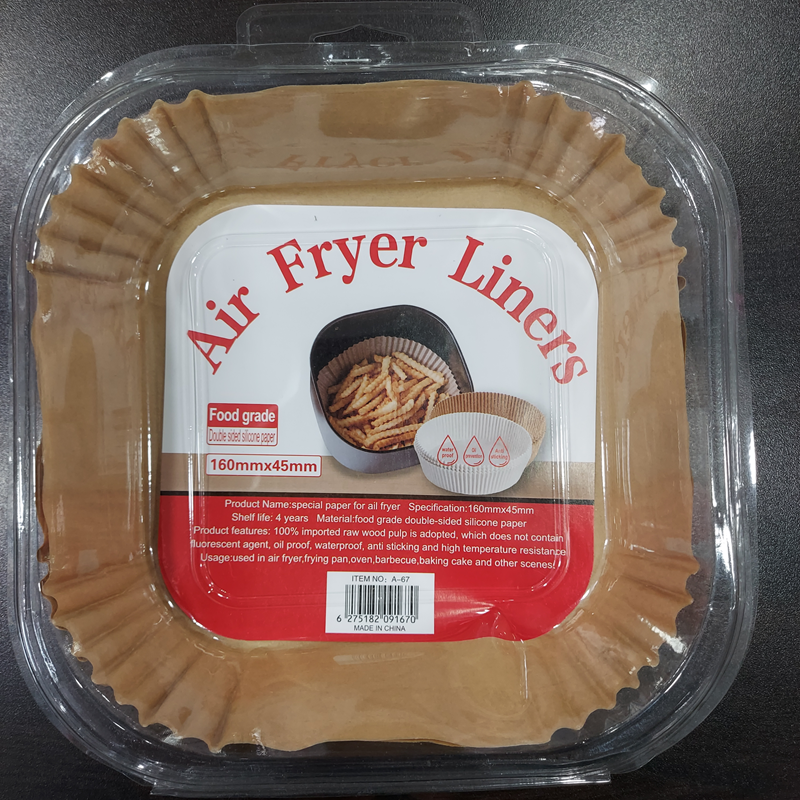 Air Fryer Liners
Food grade
Double sided silicone paper
160mmx45mm
water proof
Oil
Product Name:special paper for ail fryer Specification:160mmx45mm
Shelf life: 4 years Material:food grade double-sided silicone paper
Product features: 100% imported raw wood pulp is adopted, which does not contain
fluorescent agent, oil proof, waterproof, anti sticking and high temperature resistance
Usage:used in air fryer,frying pan,oven,barbecue,baking cake and other scenes.
ITEM NO: A-67
6 275182 091670
MADE IN CHINA